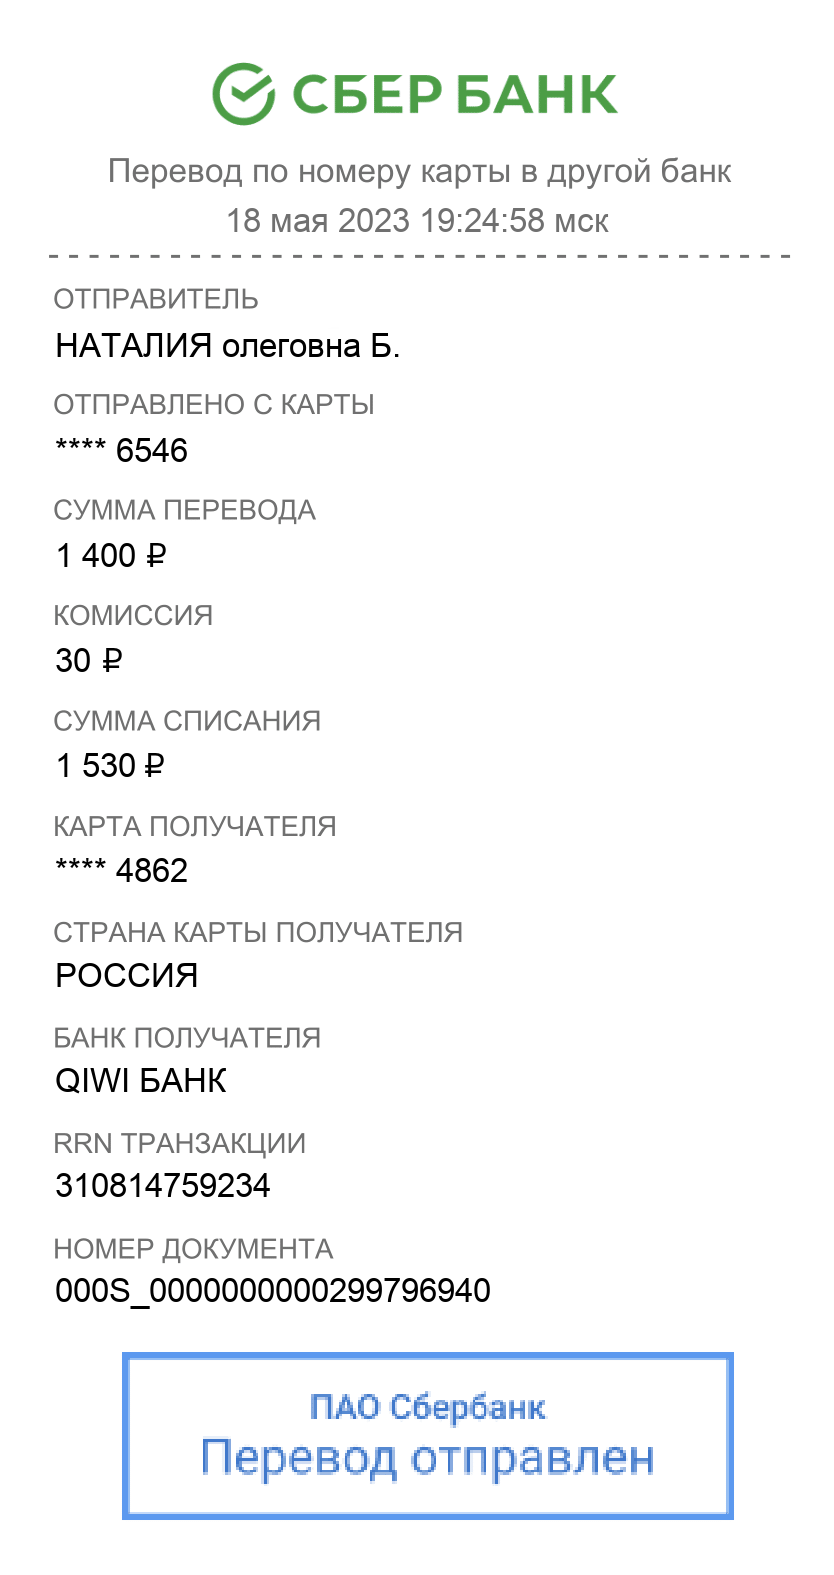 СБЕР БАНК
Перевод по номеру карты в другой банк
18 мая 2023 19:24:58 мск
ОТПРАВИТЕЛЬ
НАТАЛИЯ олеговна Б.
ОТПРАВЛЕНО С КАРТЫ
**** 6546
СУММА ПЕРЕВОДА
1 400 ₽
КОМИССИЯ
30 ₽
СУММА СПИСАНИЯ
1 530 ₽
КАРТА ПОЛУЧАТЕЛЯ
**** 4862
СТРАНА КАРТЫ ПОЛУЧАТЕЛЯ
РОССИЯ
БАНК ПОЛУЧАТЕЛЯ
QIWI БАНК
RRN ТРАНЗАКЦИИ
310814759234
НОМЕР ДОКУМЕНТА
000S_0000000000299796940
ПАО Сбербанк
Перевод отправлен